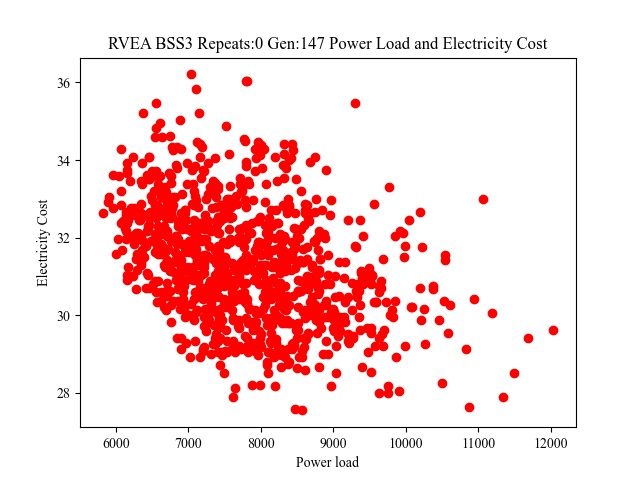 RVEA BSS3 Repeats:0 Gen:147 Power Load and Electricity Cost
36
34
32
30
28
Electricity Cost
6000 7000 8000 9000 10000 11000 12000
Power load